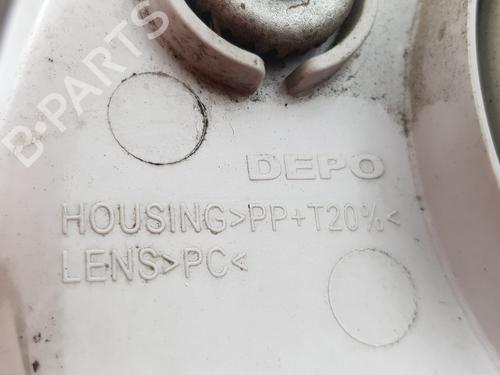 B-PARTS
DEPO
HOUSING>PP+T20%<
LENS>PC<